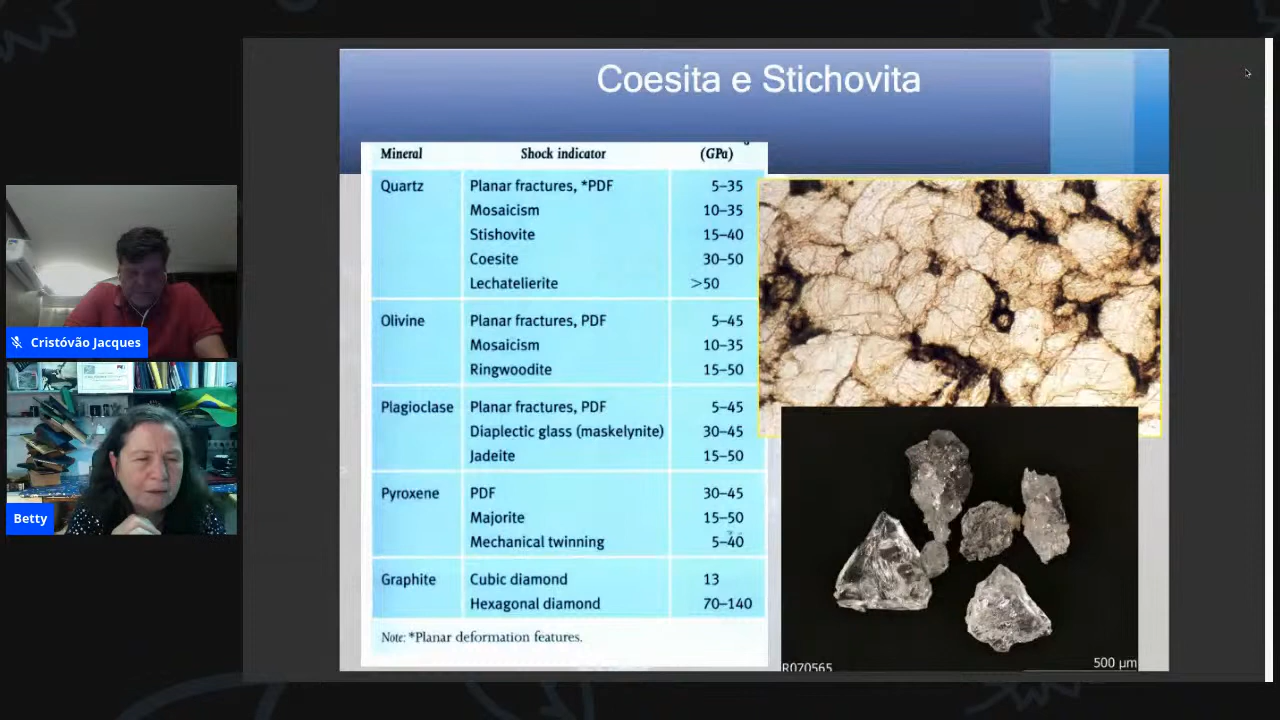 Coesita e Stichovita
Mineral Shock indicator (GPa)
Quartz Planar fractures, *PDF 5–35
Mosaicism 10–35
Stishovite 15–40
Coesite 30–50
Lechatelierite >50
Olivine Planar fractures, PDF 5–45
Mosaicism 10–35
Ringwoodite 15–50
Plagioclase Planar fractures, PDF 5–45
Diaplectic glass (maskelynite) 30–45
Jadeite 15–50
Pyroxene PDF 30–45
Majorite 15–50
Mechanical twinning 5–40
Graphite Cubic diamond 13
Hexagonal diamond 70–140
Note: *Planar deformation features.
R070565
500 µm
Cristóvão Jacques
Betty